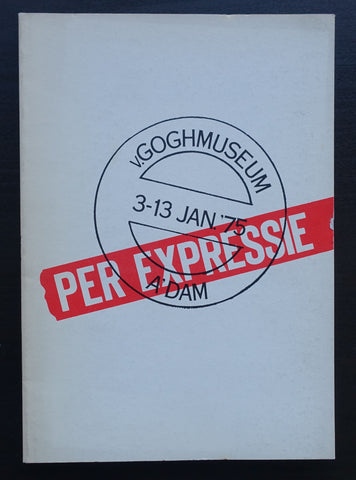 v.GOGHMUSEUM
3-13 JAN.'75
PER EXPRESSIE
A'DAM